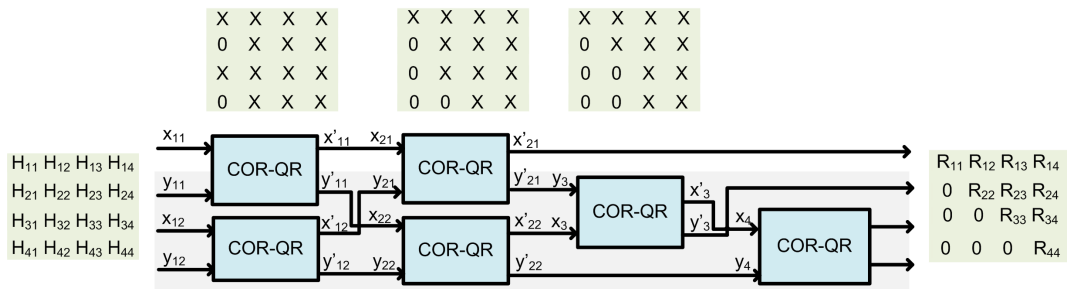 X X X X X X X X X X X X
0 X X X 0 X X X 0 X X X
X X X X 0 X X X 0 0 X X
0 X X X 0 0 X X 0 0 X X
x11 x'11 x21 x'21
H11 H12 H13 H14 COR-QR COR-QR R11 R12 R13 R14
H21 H22 H23 H24 y11 y'11 y21 y'21 y3 x'3 0 R22 R23 R24
H31 H32 H33 H34 x12 x'12 x22 x'22 x3 COR-QR y'3 x4 0 0 R33 R34
H41 H42 H43 H44 COR-QR COR-QR COR-QR 0 0 0 R44
y12 y'12 y22 y'22 y4